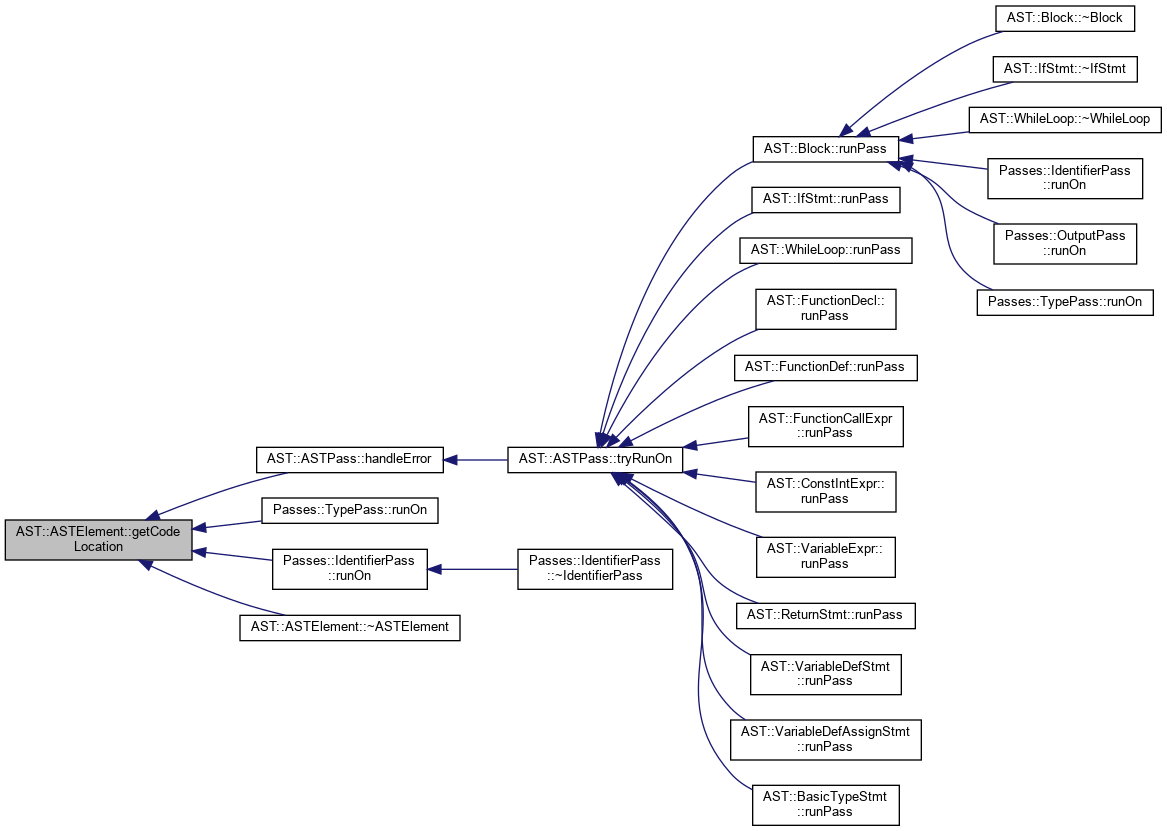 AST::Block::~Block
AST::IfStmt::~IfStmt
AST::WhileLoop::~WhileLoop
AST::Block::runPass
Passes::IdentifierPass
::runOn
AST::IfStmt::runPass
Passes::OutputPass
::runOn
AST::WhileLoop::runPass
Passes::TypePass::runOn
AST::FunctionDecl::
runPass
AST::FunctionDef::runPass
AST::FunctionCallExpr
::runPass
AST::ASTPass::handleError
AST::ASTPass::tryRunOn
AST::ConstIntExpr::
runPass
Passes::TypePass::runOn
AST::ASTElement::getCode
Location
AST::VariableExpr::
runPass
Passes::IdentifierPass
::runOn
Passes::IdentifierPass
::~IdentifierPass
AST::ASTElement::~ASTElement
AST::ReturnStmt::runPass
AST::VariableDefStmt
::runPass
AST::VariableDefAssignStmt
::runPass
AST::BasicTypeStmt
::runPass